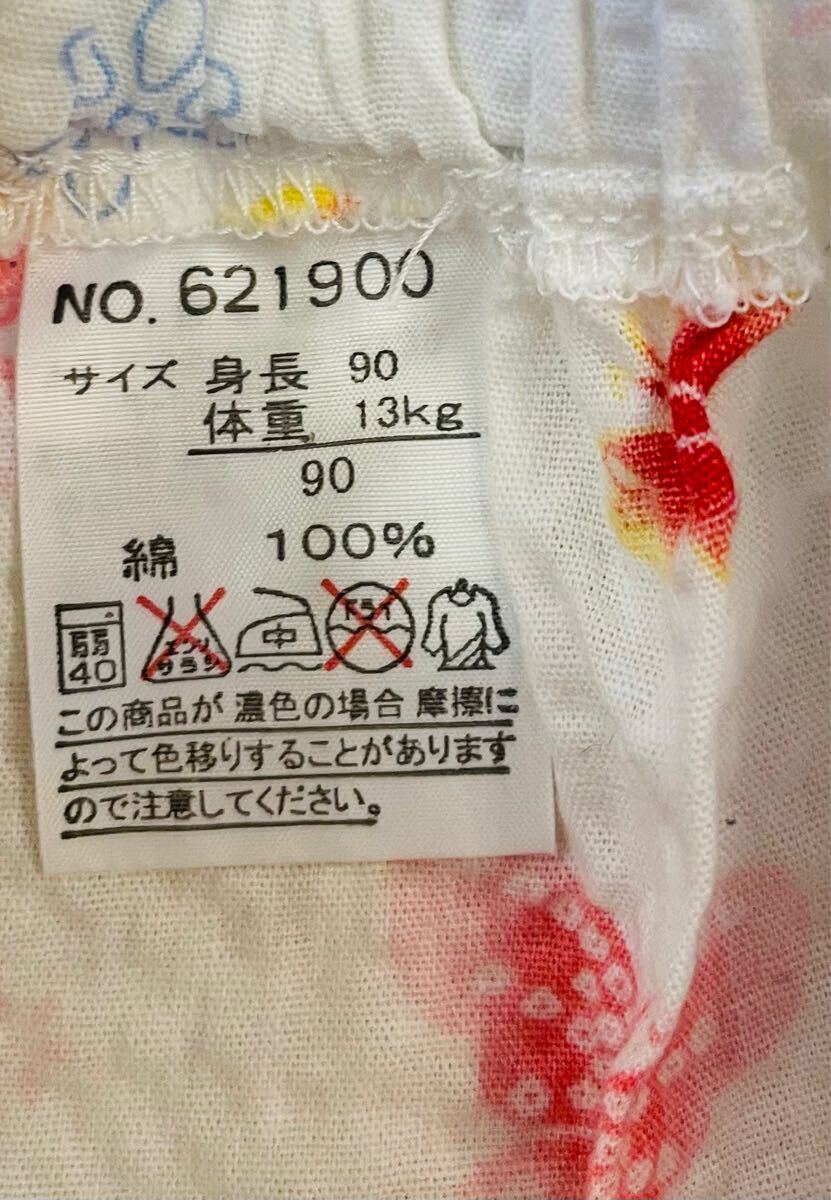 NO. 621900
サイズ 身長 90
体重 13kg
90
綿 100%
弱 40 エンソ サラシ 中 ドライ
この商品が 濃色の場合 摩擦に
よって色移りすることがあります
ので注意してください。